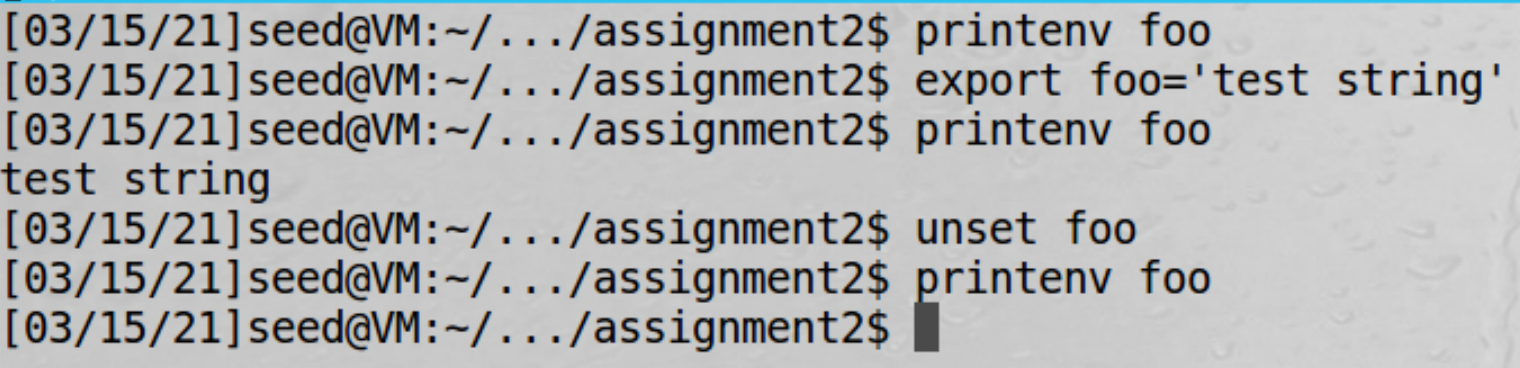 [03/15/21]seed@VM:~/.../assignment2$ printenv foo
[03/15/21]seed@VM:~/.../assignment2$ export foo='test string'
[03/15/21]seed@VM:~/.../assignment2$ printenv foo
test string
[03/15/21]seed@VM:~/.../assignment2$ unset foo
[03/15/21]seed@VM:~/.../assignment2$ printenv foo
[03/15/21]seed@VM:~/.../assignment2$